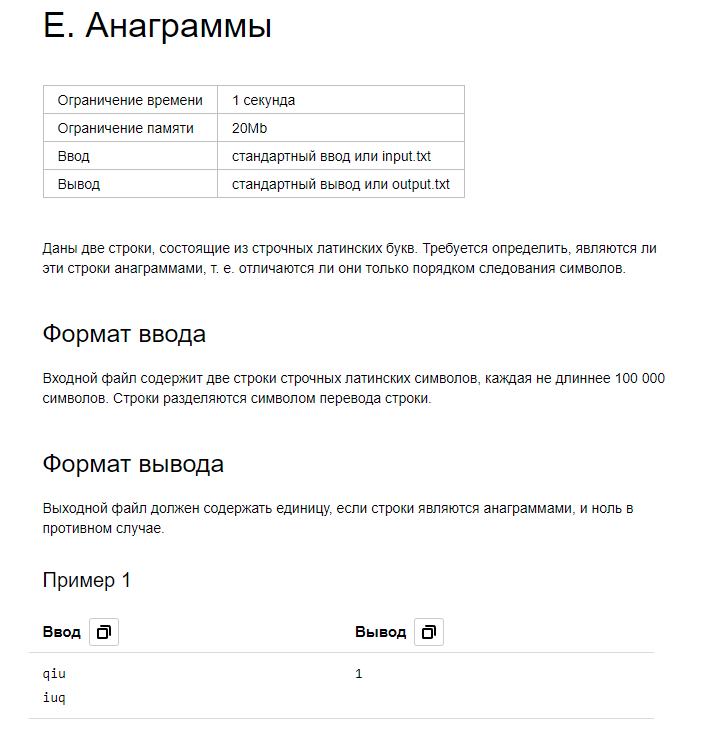 E. Анаграммы
Ограничение времени 1 секунда
Ограничение памяти 20Mb
Ввод стандартный ввод или input.txt
Вывод стандартный вывод или output.txt
Даны две строки, состоящие из строчных латинских букв. Требуется определить, являются ли
эти строки анаграммами, т. е. отличаются ли они только порядком следования символов.
Формат ввода
Входной файл содержит две строки строчных латинских символов, каждая не длиннее 100 000
символов. Строки разделяются символом перевода строки.
Формат вывода
Выходной файл должен содержать единицу, если строки являются анаграммами, и ноль в
противном случае.
Пример 1
Ввод Вывод
qiu 1
iuq